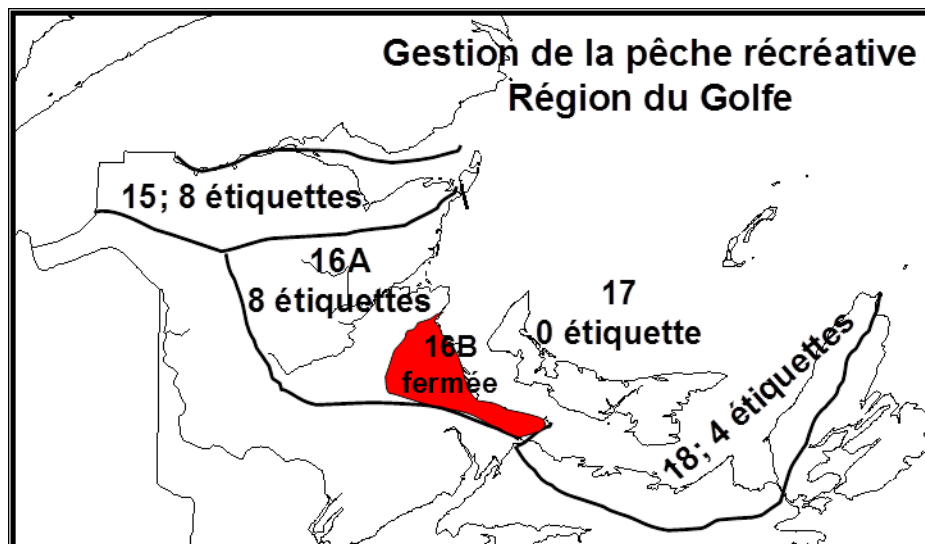 Gestion de la pêche récréative
Région du Golfe
15; 8 étiquettes
16A
8 étiquettes
17
0 étiquette
16B
fermée
18; 4 étiquettes